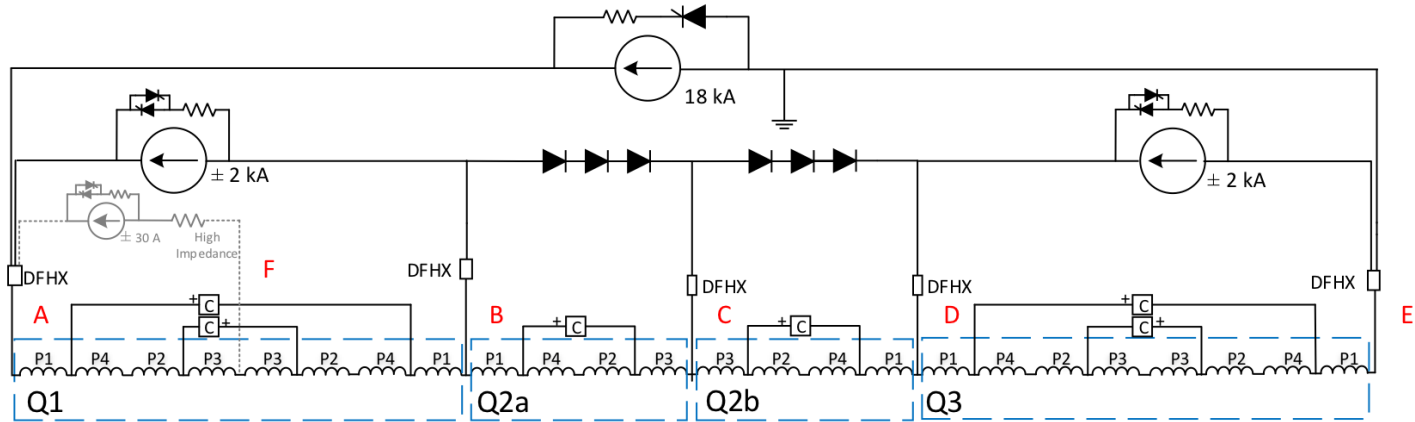 18 kA
± 2 kA
± 2 kA
± 30 A
High
Impedance
F
DFHX
DFHX
DFHX
DFHX
DFHX
A
B
C
D
E
+ C
C +
+ C
+ C
+ C
C +
P1 P4 P2 P3 P3 P2 P4 P1 P1 P4 P2 P3 P3 P2 P4 P1 P1 P4 P2 P3 P3 P2 P4 P1
Q1 Q2a Q2b Q3